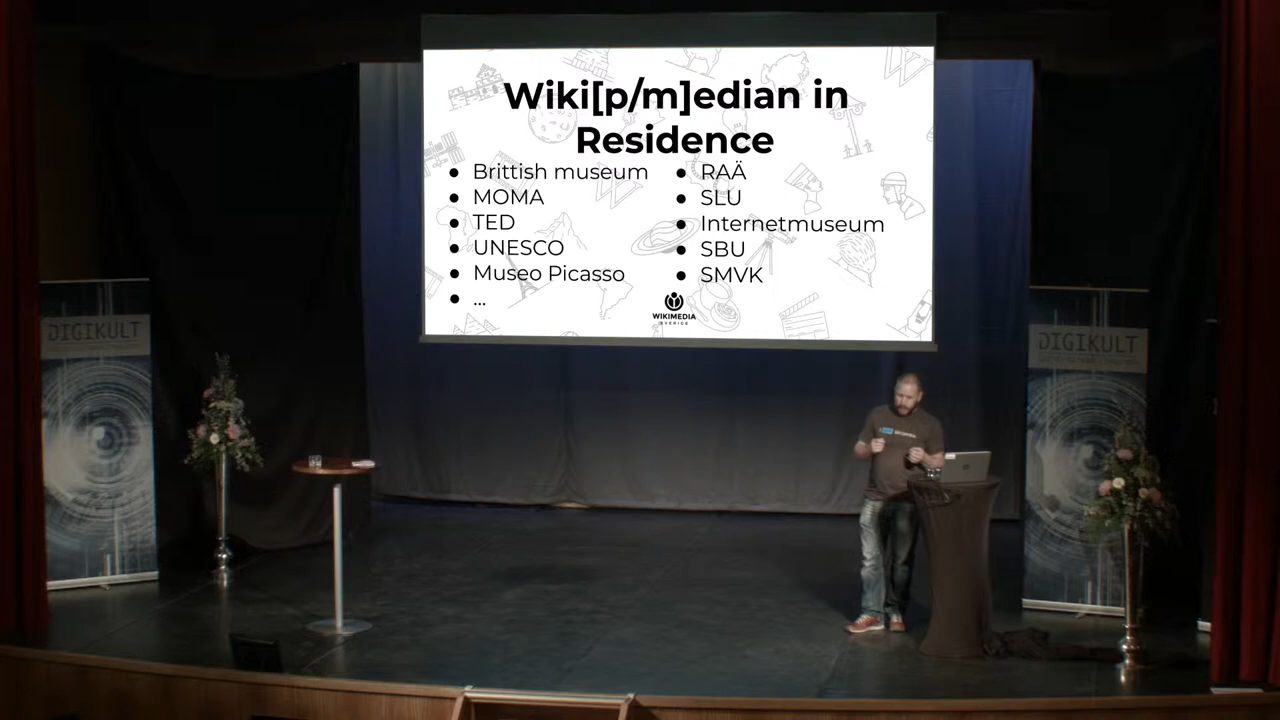 Wiki[p/m]edian in
Residence
● Brittish museum
● MOMA
● TED
● UNESCO
● Museo Picasso
● ...
● RAÄ
● SLU
● Internetmuseum
● SBU
● SMVK
WIKIMEDIA
SVERIGE
DIGIKULT
DIGIKULT